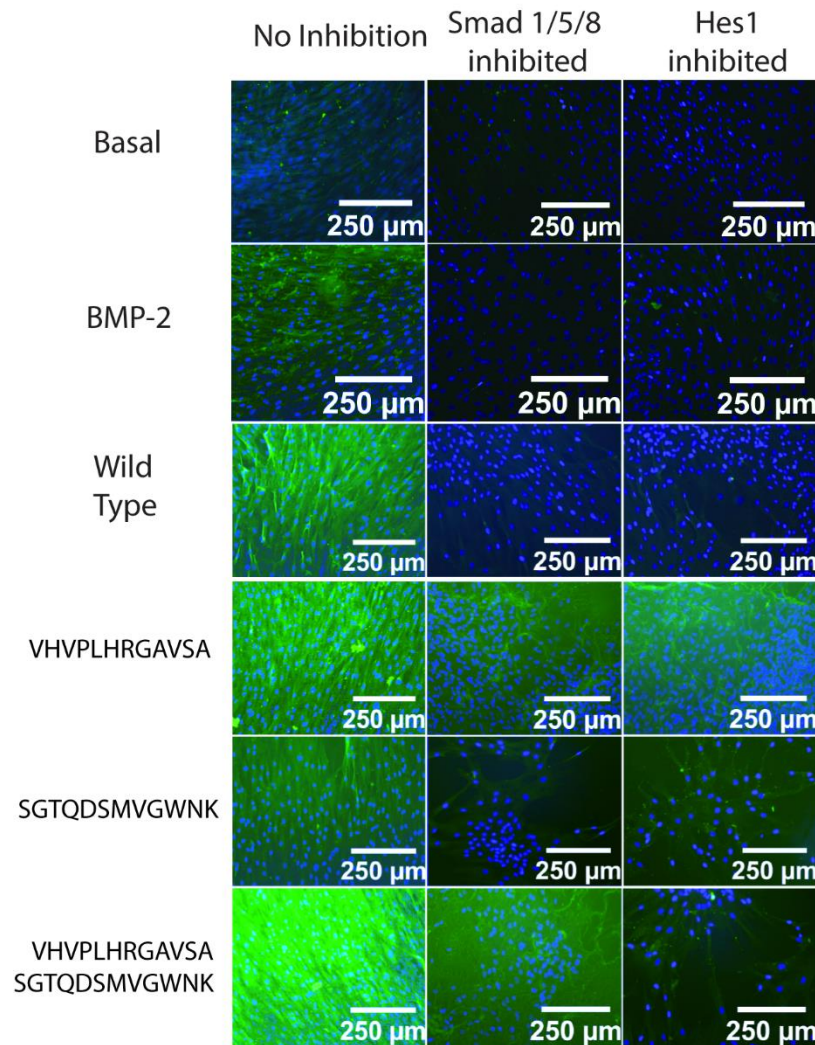 No Inhibition
Smad 1/5/8
inhibited
Hes1
inhibited
Basal
250 µm
250 µm
250 µm
BMP-2
250 µm
250 µm
250 µm
Wild
Type
250 µm
250 µm
250 µm
VHVPLHRGAVSA
250 µm
250 µm
250 µm
SGTQDSMVGWNK
250 µm
250 µm
250 µm
VHVPLHRGAVSA
SGTQDSMVGWNK
250 µm
250 µm
250 µm